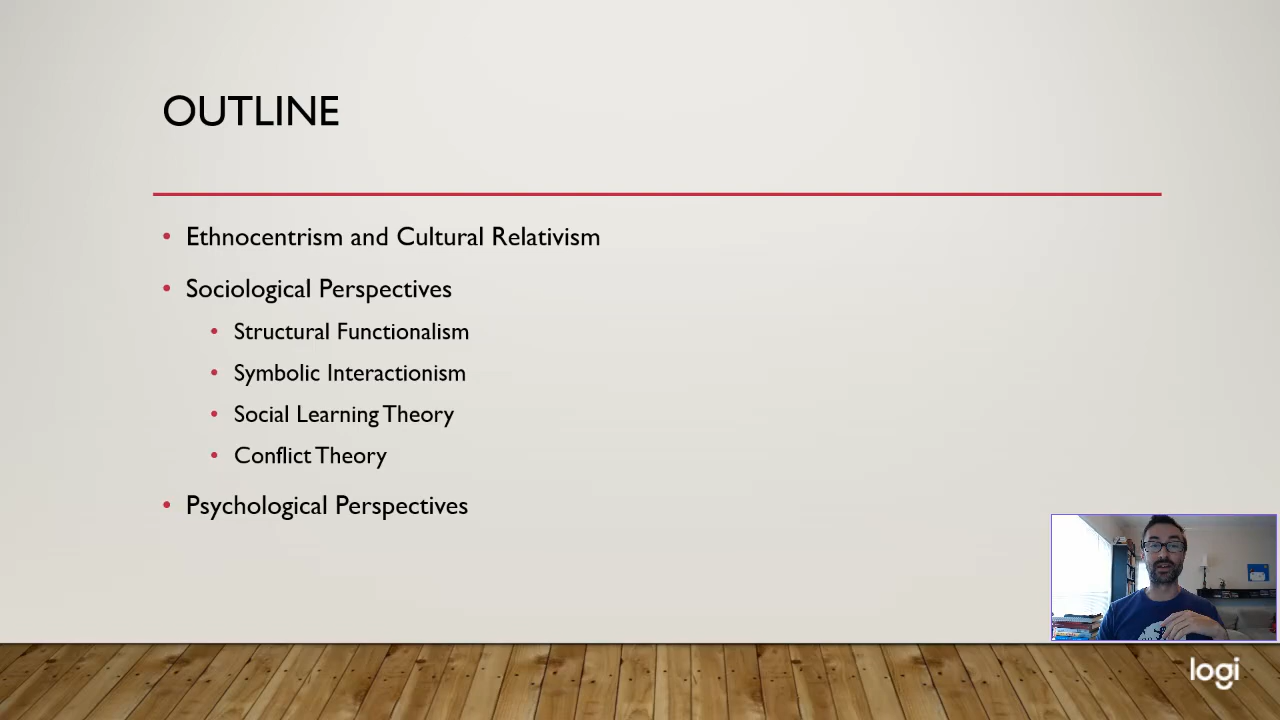 OUTLINE
• Ethnocentrism and Cultural Relativism
• Sociological Perspectives
• Structural Functionalism
• Symbolic Interactionism
• Social Learning Theory
• Conflict Theory
• Psychological Perspectives
logi